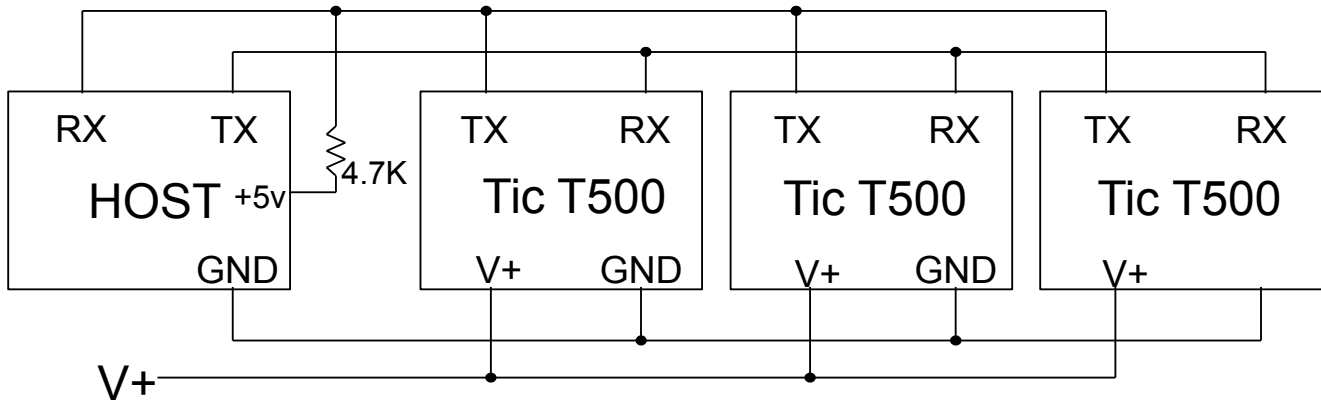 RX TX
4.7K
HOST +5v
GND
TX RX
Tic T500
V+ GND
TX RX
Tic T500
V+ GND
TX RX
Tic T500
V+
V+